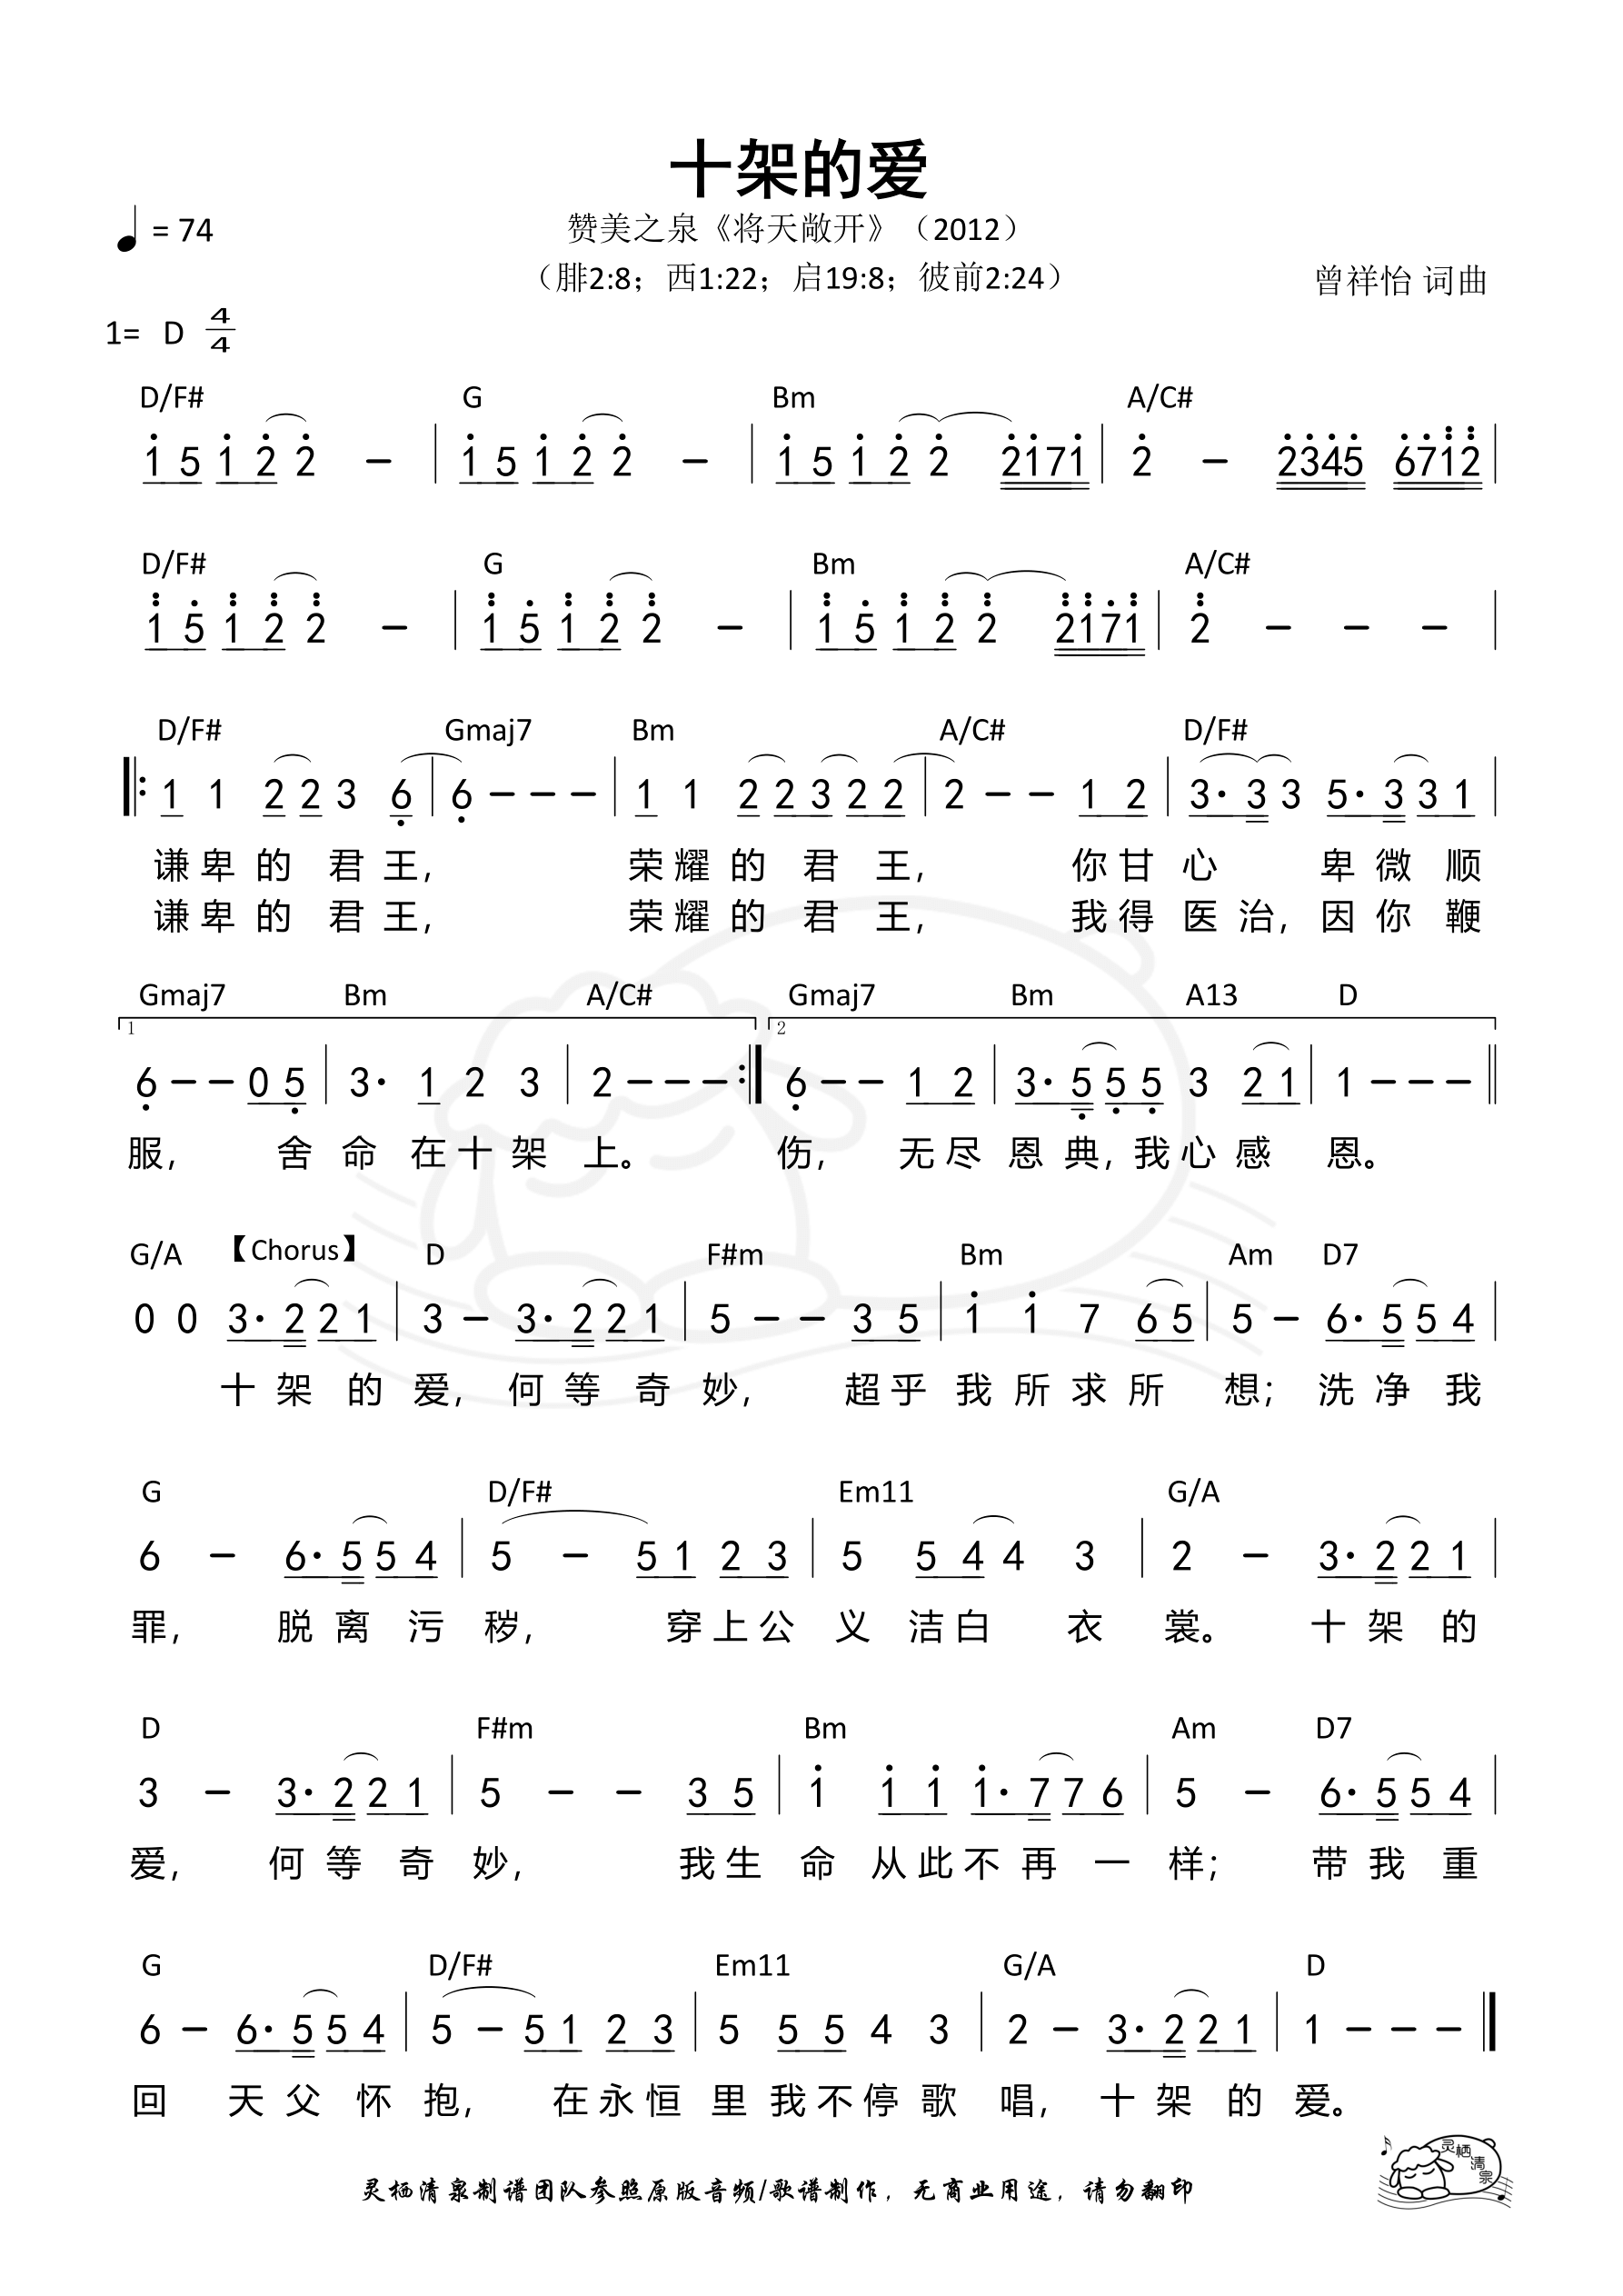 十架的爱
♩ = 74
赞美之泉《将天敞开》（2012）
（腓2:8；西1:22；启19:8；彼前2:24）
曾祥怡 词曲
1= D 4/4
D/F# G Bm A/C#
1 5 1 2 2 – | 1 5 1 2 2 – | 1 5 1 2 2 2171 | 2 – 2345 6712 |
D/F# G Bm A/C#
1 5 1 2 2 – | 1 5 1 2 2 – | 1 5 1 2 2 2171 | 2 – – – |
D/F# Gmaj7 Bm A/C# D/F#
|: 1 1 2 2 3 6 | 6 – – – | 1 1 2 2 3 2 2 | 2 – – 1 2 | 3· 3 3 5· 3 3 1 |
谦卑的 君王, 荣耀的 君 王, 你甘心 卑微 顺
谦卑的 君王, 荣耀的 君 王, 我得医治, 因你 鞭
Gmaj7 Bm A/C# Gmaj7 Bm A13 D
1 2
6 – – 0 5 | 3· 1 2 3 | 2 – – – :| 6 – – 1 2 | 3· 5 5 5 3 2 1 | 1 – – – ||
服, 舍 命 在十架 上。 伤, 无尽 恩典, 我心感 恩。
G/A 【Chorus】 D F#m Bm Am D7
0 0 3· 2 2 1 | 3 – 3· 2 2 1 | 5 – – 3 5 | 1 1 7 6 5 | 5 – 6· 5 5 4 |
十架 的 爱, 何等 奇 妙, 超乎 我所求所 想; 洗净 我
G D/F# Em11 G/A
6 – 6· 5 5 4 | 5 – 5 1 2 3 | 5 5 4 4 3 | 2 – 3· 2 2 1 |
罪, 脱离 污 秽, 穿上公 义 洁白 衣 裳。 十架 的
D F#m Bm Am D7
3 – 3· 2 2 1 | 5 – – 3 5 | 1 1 1 1· 7 7 6 | 5 – 6· 5 5 4 |
爱, 何等 奇 妙, 我生 命 从此不再 一 样; 带我 重
G D/F# Em11 G/A D
6 – 6· 5 5 4 | 5 – 5 1 2 3 | 5 5 5 4 3 | 2 – 3· 2 2 1 | 1 – – – ||
回 天父 怀 抱, 在永恒 里 我不停歌 唱, 十架 的 爱。
灵栖清泉制谱团队参照原版音频/歌谱制作，无商业用途，请勿翻印
灵栖清泉